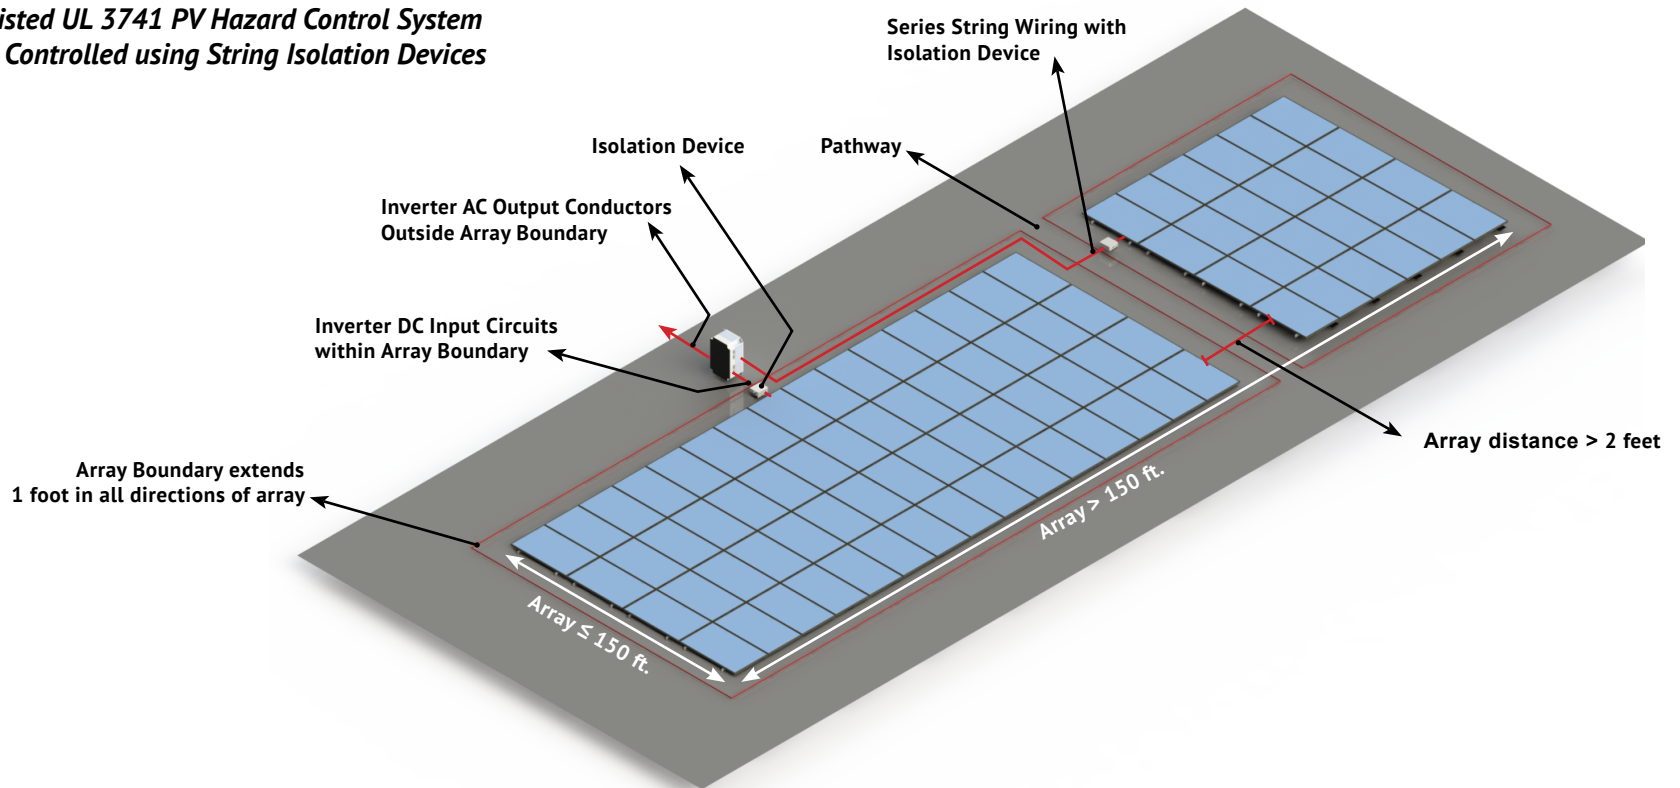 isted UL 3741 PV Hazard Control System
Controlled using String Isolation Devices
Series String Wiring with
Isolation Device
Isolation Device
Pathway
Inverter AC Output Conductors
Outside Array Boundary
Inverter DC Input Circuits
within Array Boundary
Array distance > 2 feet
Array Boundary extends
1 foot in all directions of array
Array > 150 ft.
Array ≤ 150 ft.